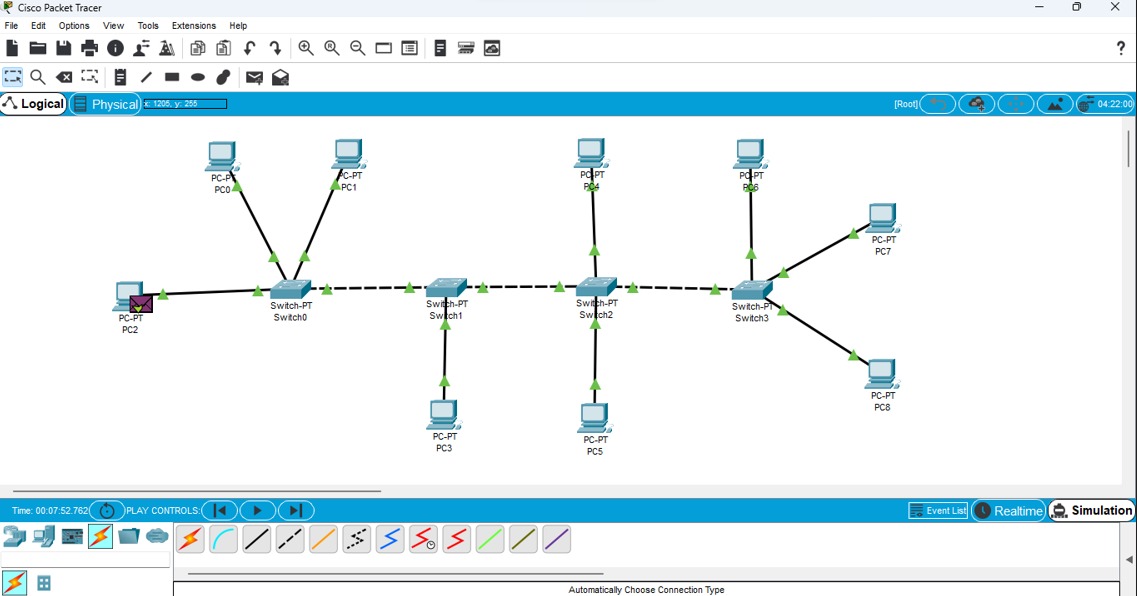 Cisco Packet Tracer
File Edit Options View Tools Extensions Help
?
Logical Physical x: 1205, y: 255 [Root] 04:22:00
PC-PT
PC0
PC-PT
PC1
PC-PT
PC4
PC-PT
PC6
PC-PT
PC7
PC-PT
PC2
Switch-PT
Switch0
Switch-PT
Switch1
Switch-PT
Switch2
Switch-PT
Switch3
PC-PT
PC3
PC-PT
PC5
PC-PT
PC8
Time: 00:07:52.762 PLAY CONTROLS: Event List Realtime Simulation
Automatically Choose Connection Type